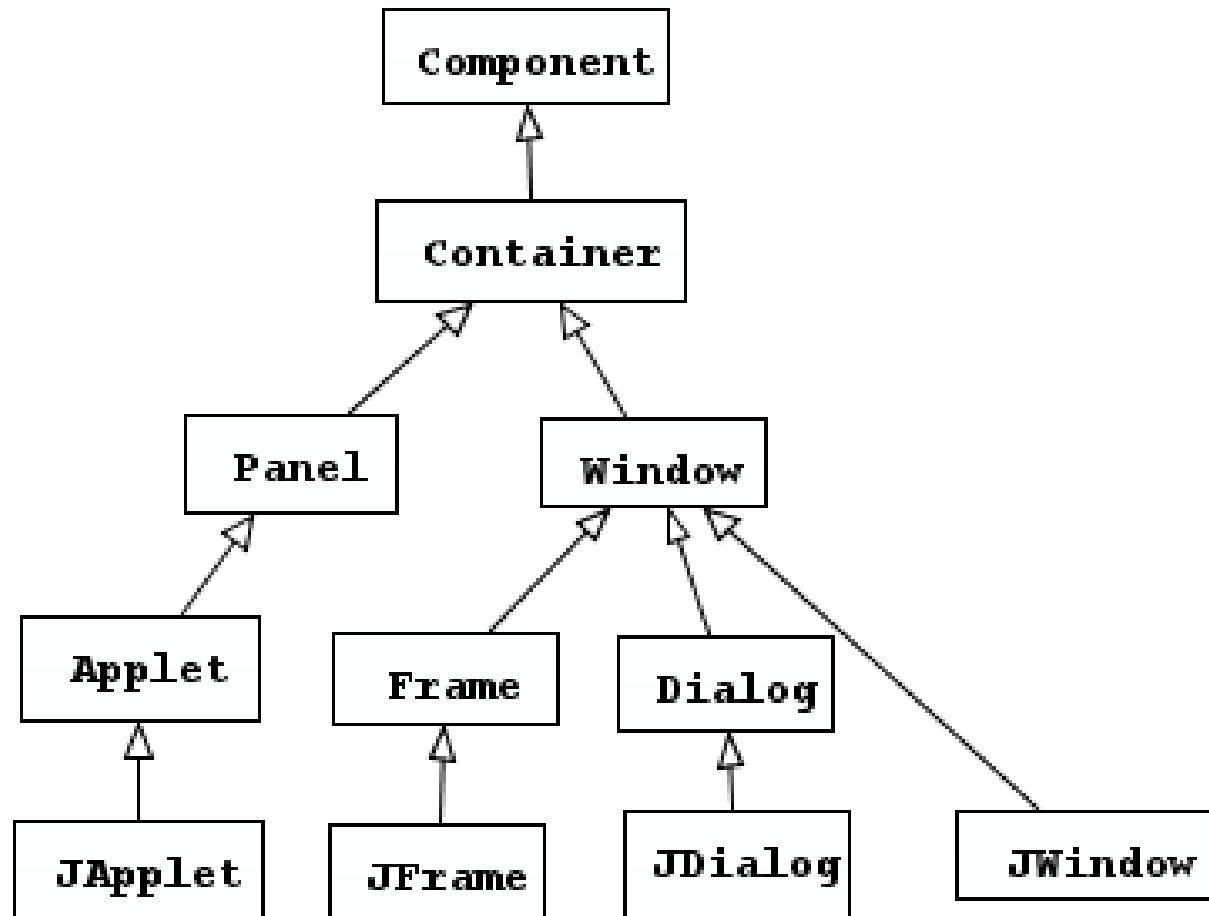 Component
Container
Panel
Window
Applet
Frame
Dialog
JApplet
JFrame
JDialog
JWindow